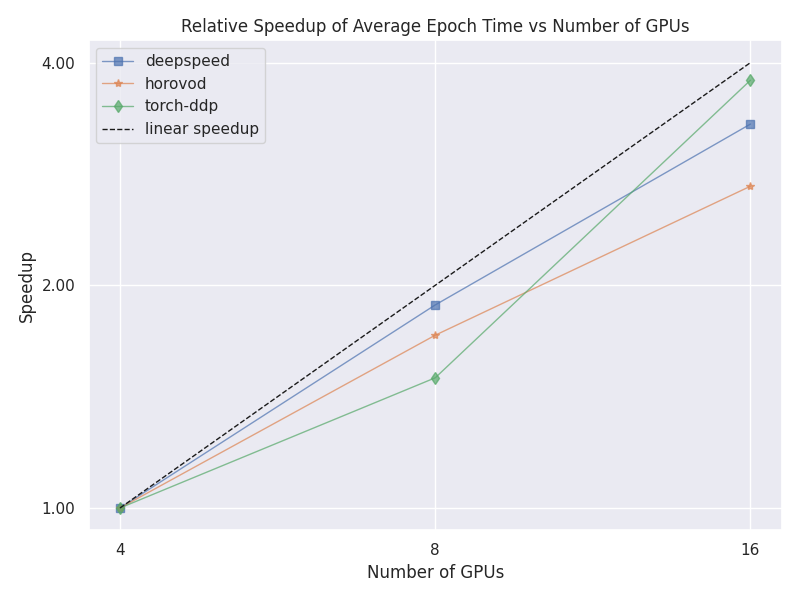 Relative Speedup of Average Epoch Time vs Number of GPUs
deepspeed
horovod
torch-ddp
linear speedup
4.00
2.00
1.00
Speedup
4
8
16
Number of GPUs